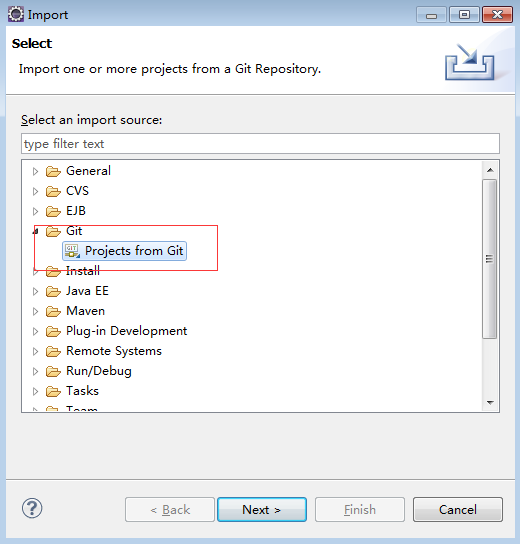 Import
Select
Import one or more projects from a Git Repository.
Select an import source:
type filter text
General
CVS
EJB
Git
GIT Projects from Git
Install
Java EE
Maven
Plug-in Development
Remote Systems
Run/Debug
Tasks
Team
?
< Back Next > Finish Cancel